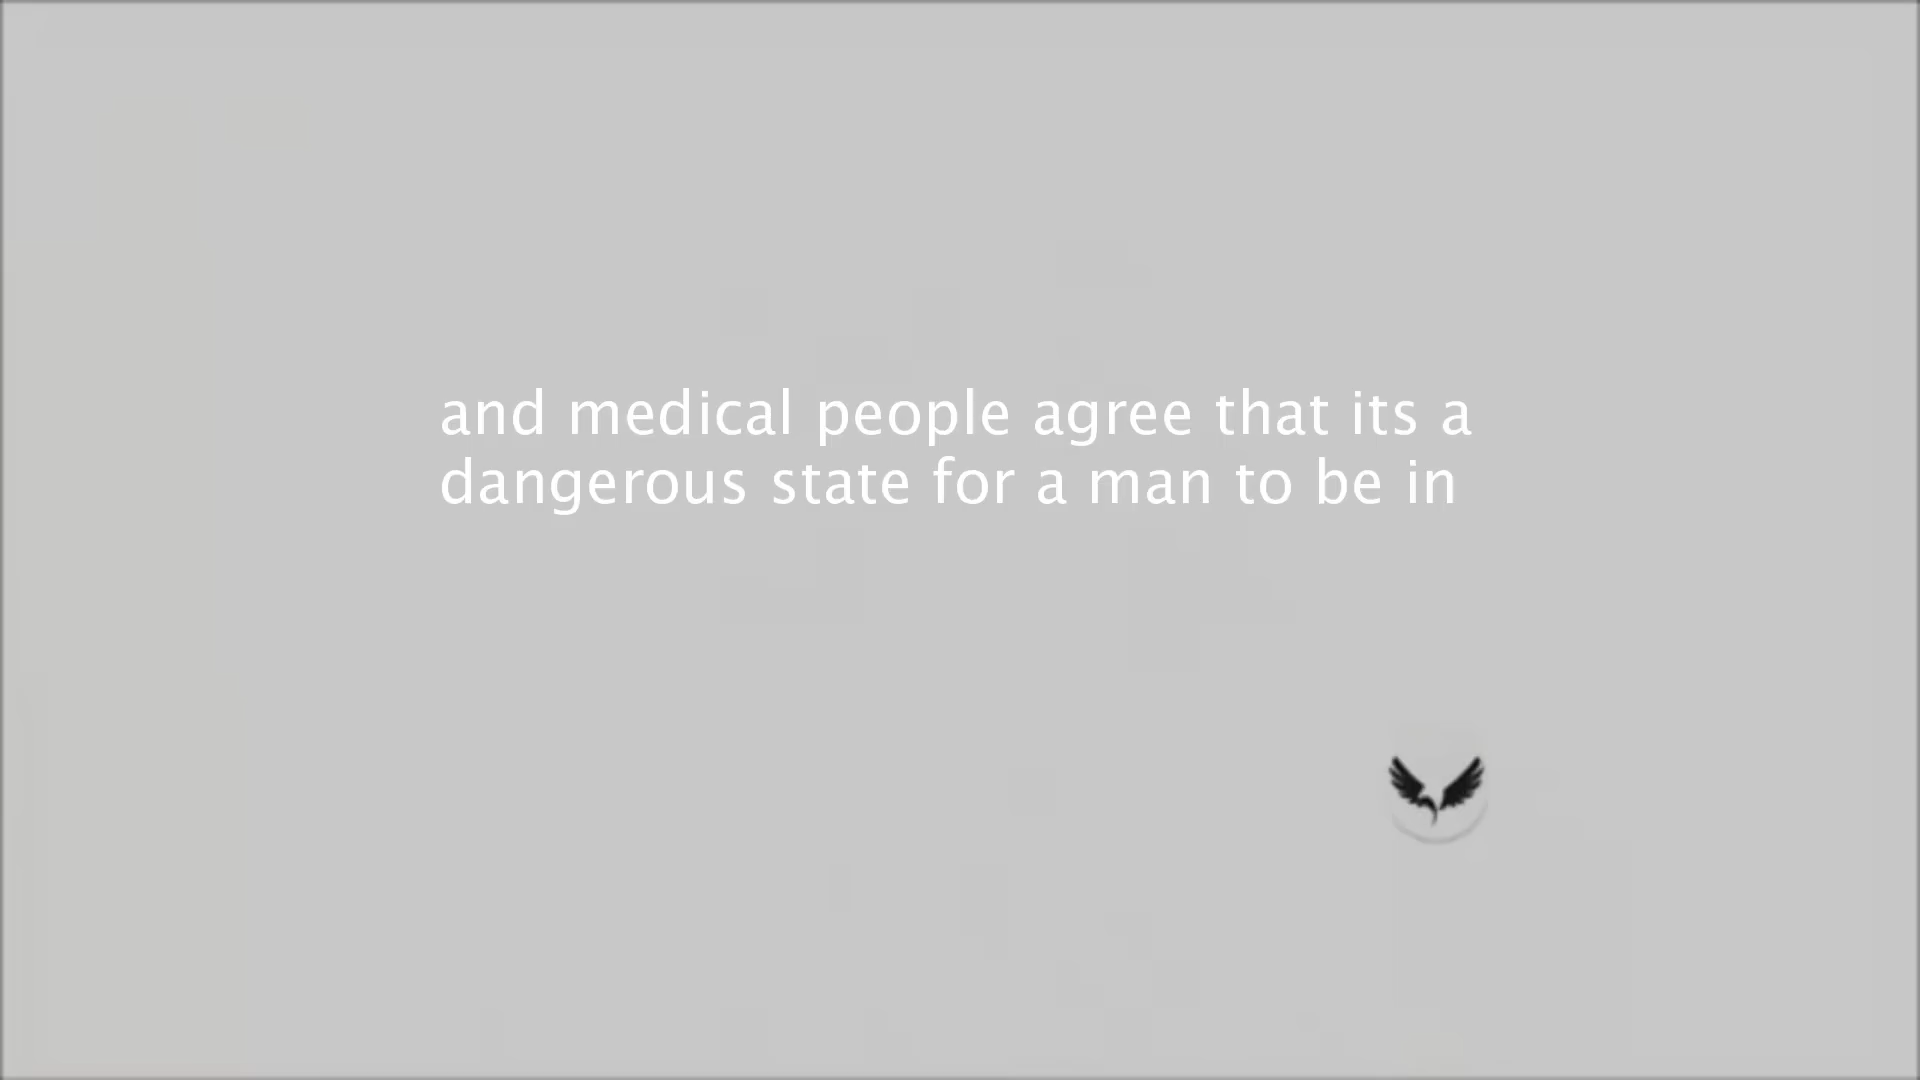 and medical people agree that its a
dangerous state for a man to be in